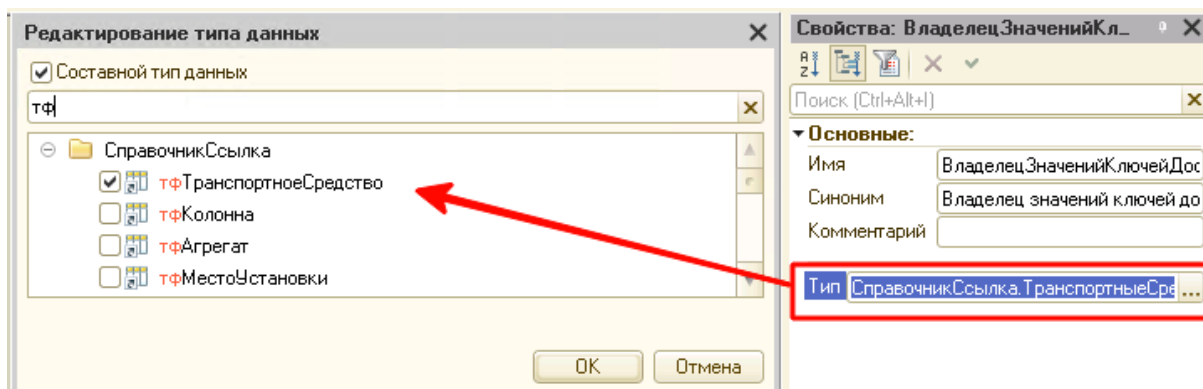 Редактирование типа данных
Составной тип данных
тф
СправочникСсылка
тфТранспортноеСредство
тфКолонна
тфАгрегат
тфМестоУстановки
OK
Отмена
Свойства: ВладелецЗначенийКл_
Поиск (Ctrl+Alt+I)
Основные:
Имя
ВладелецЗначенийКлючейДос
Синоним
Владелец значений ключей до
Комментарий
Тип
СправочникСсылка.ТранспортныеСре
...